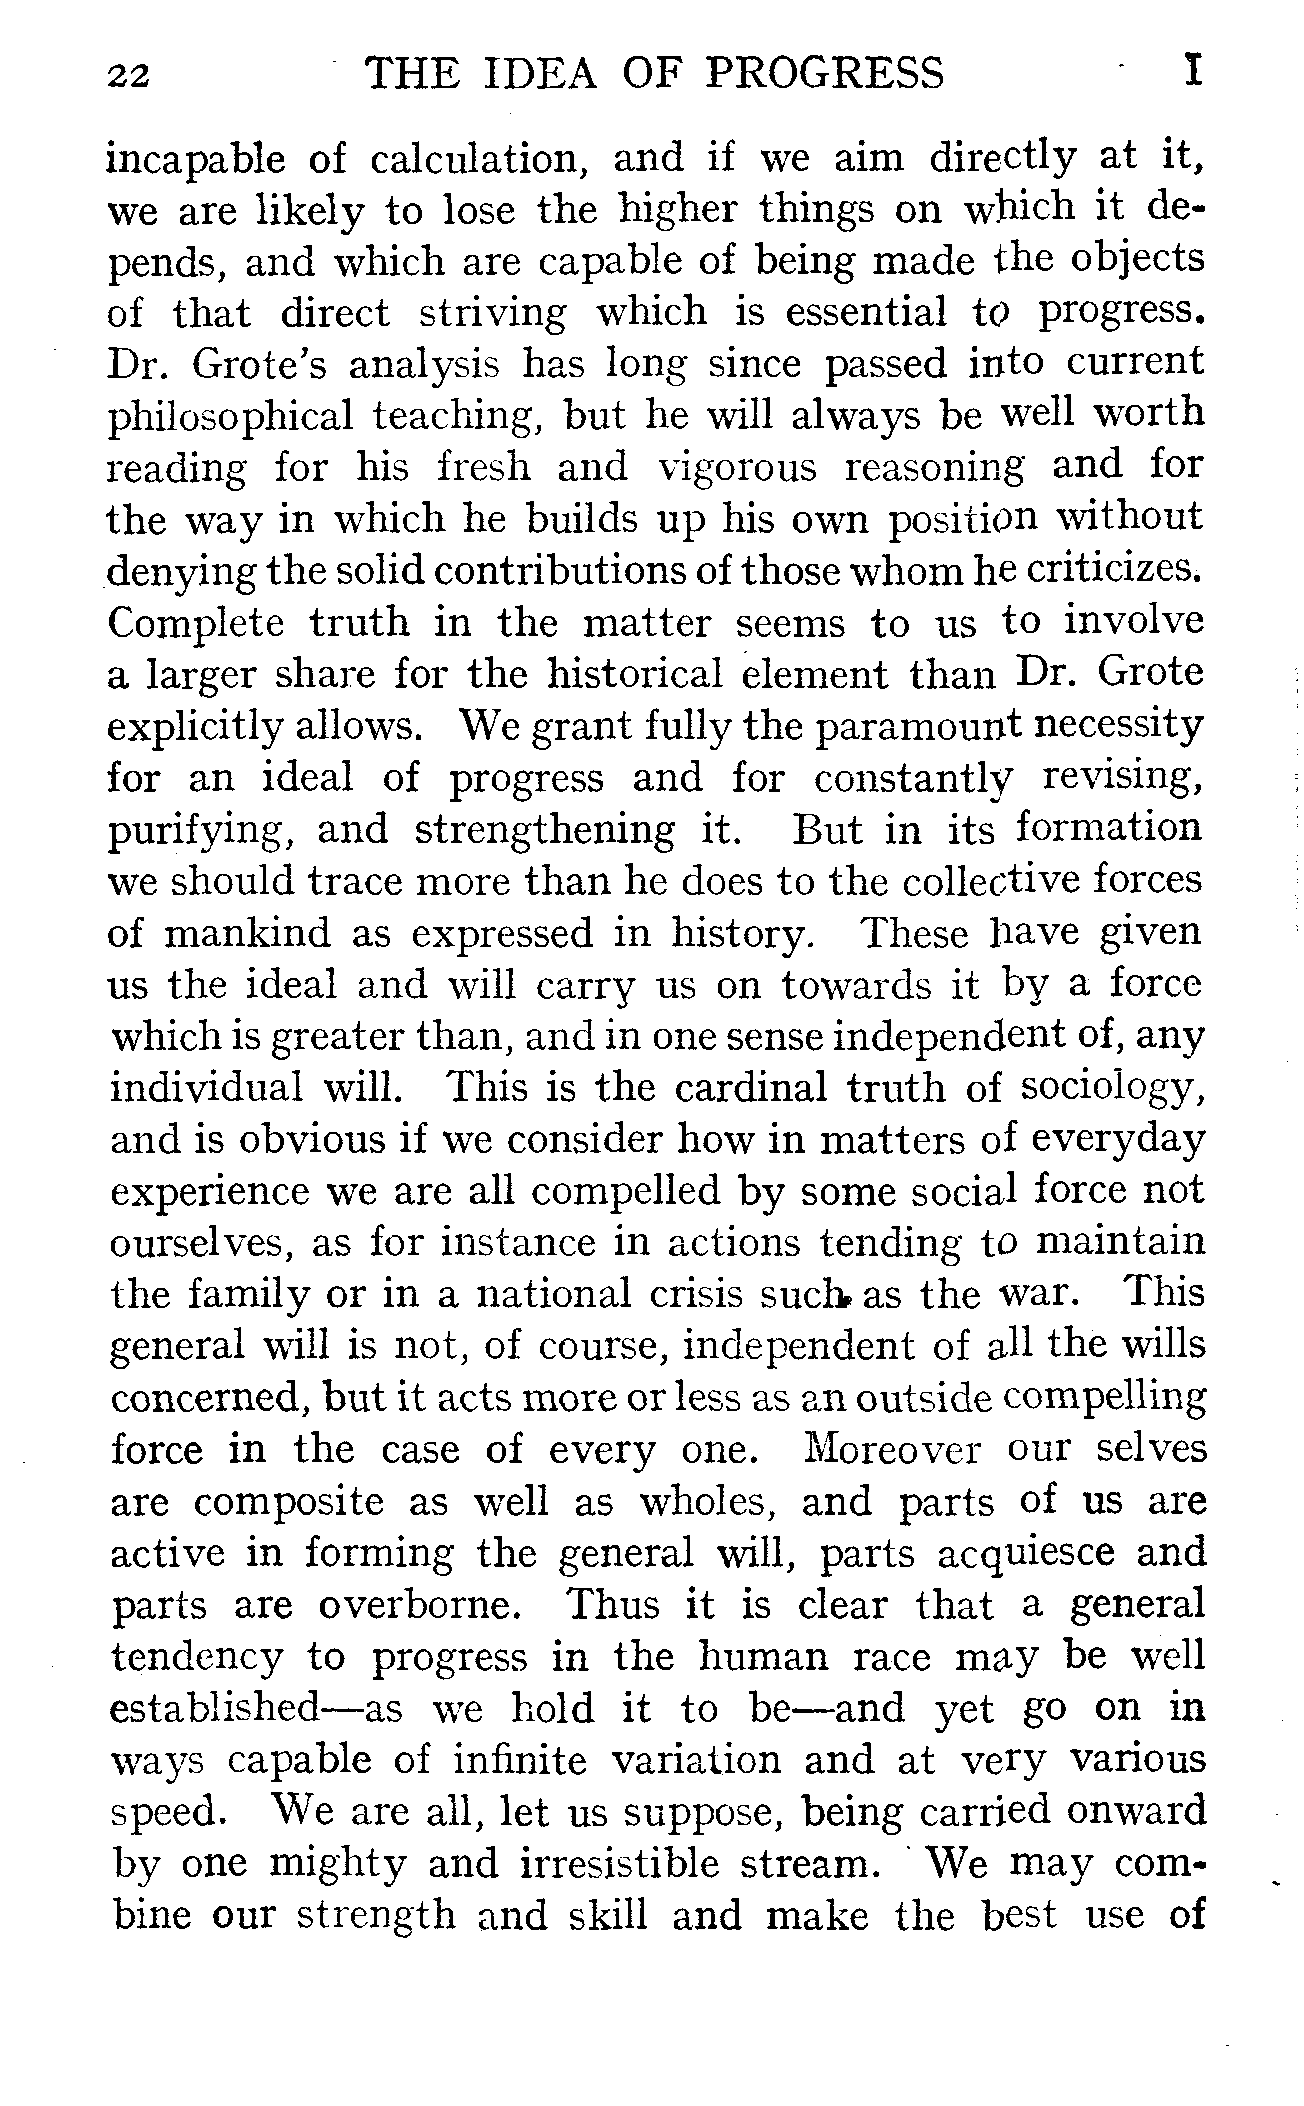 22 THE IDEA OF PROGRESS I
incapable of calculation, and if we aim directly at it,
we are likely to lose the higher things on which it de-
pends, and which are capable of being made the objects
of that direct striving which is essential to progress.
Dr. Grote's analysis has long since passed into current
philosophical teaching, but he will always be well worth
reading for his fresh and vigorous reasoning and for
the way in which he builds up his own position without
denying the solid contributions of those whom he criticizes.
Complete truth in the matter seems to us to involve
a larger share for the historical element than Dr. Grote
explicitly allows. We grant fully the paramount necessity
for an ideal of progress and for constantly revising,
purifying, and strengthening it. But in its formation
we should trace more than he does to the collective forces
of mankind as expressed in history. These have given
us the ideal and will carry us on towards it by a force
which is greater than, and in one sense independent of, any
individual will. This is the cardinal truth of sociology,
and is obvious if we consider how in matters of everyday
experience we are all compelled by some social force not
ourselves, as for instance in actions tending to maintain
the family or in a national crisis such as the war. This
general will is not, of course, independent of all the wills
concerned, but it acts more or less as an outside compelling
force in the case of every one. Moreover our selves
are composite as well as wholes, and parts of us are
active in forming the general will, parts acquiesce and
parts are overborne. Thus it is clear that a general
tendency to progress in the human race may be well
established—as we hold it to be—and yet go on in
ways capable of infinite variation and at very various
speed. We are all, let us suppose, being carried onward
by one mighty and irresistible stream. We may com-
bine our strength and skill and make the best use of